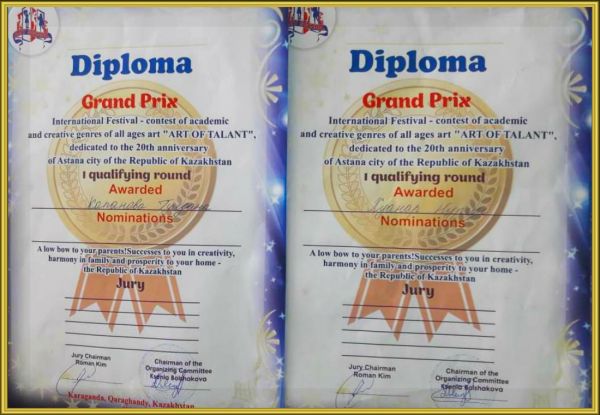 Diploma
Grand Prix
International Festival - contest of academic
and creative genres of all ages art "ART OF TALANT",
dedicated to the 20th anniversary
of Astana city of the Republic of Kazakhstan
I qualifying round
Awarded
Nominations
A low bow to your parents!Successes to you in creativity,
harmony in family and prosperity to your home -
the Republic of Kazakhstan
Jury
Jury Chairman
Roman Kim
Chairman of the
Organizing Committee
Ksenia Bolshakova
Karaganda, Qaraghandy, Kazakhstan
Diploma
Grand Prix
International Festival - contest of academic
and creative genres of all ages art "ART OF TALANT",
dedicated to the 20th anniversary
of Astana city of the Republic of Kazakhstan
I qualifying round
Awarded
Nominations
A low bow to your parents!Successes to you in creativity,
harmony in family and prosperity to your home -
the Republic of Kazakhstan
Jury
Jury Chairman
Roman Kim
Chairman of the
Organizing Committee
Ksenia Bolshakova